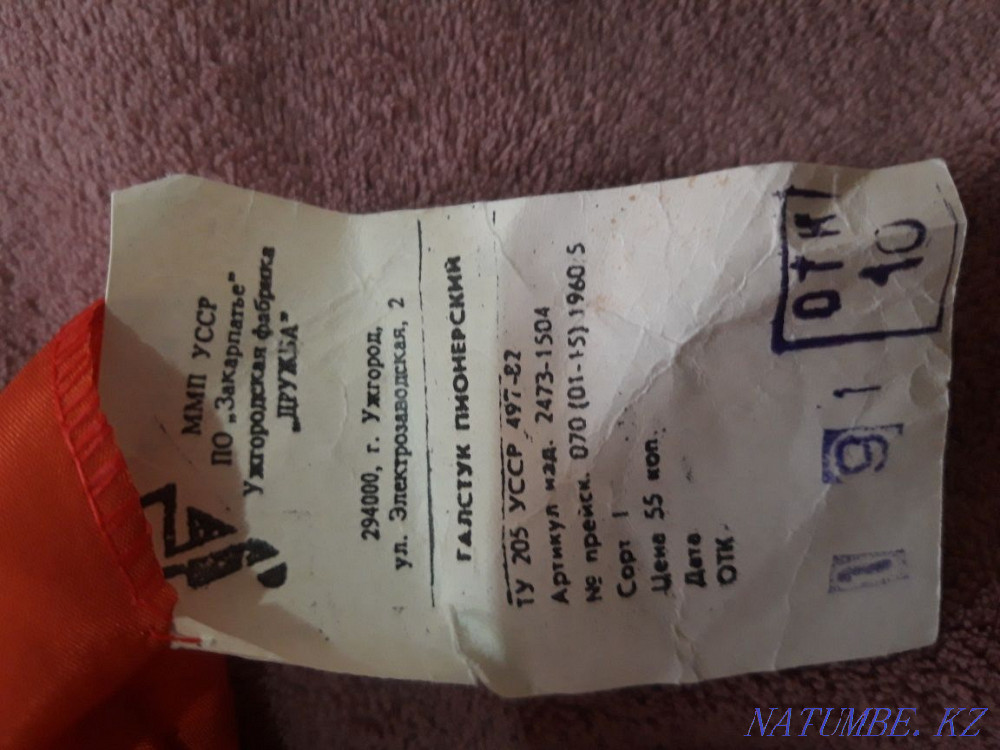 ММП УССР
ПО „Закарпатье”
Ужгородская фабрика
„ДРУЖБА”
294000, г. Ужгород,
ул. Электрозаводская, 2
ГАЛСТУК ПИОНЕРСКИЙ
ТУ 205 УССР 497-82
Артикул изд. 2473-1504
№ прейск. 070 (01-15) 1960 5
Сорт I
Цена 55 коп.
Дата
ОТК
1 9 1
ОТК
10
NATUMBE.KZ